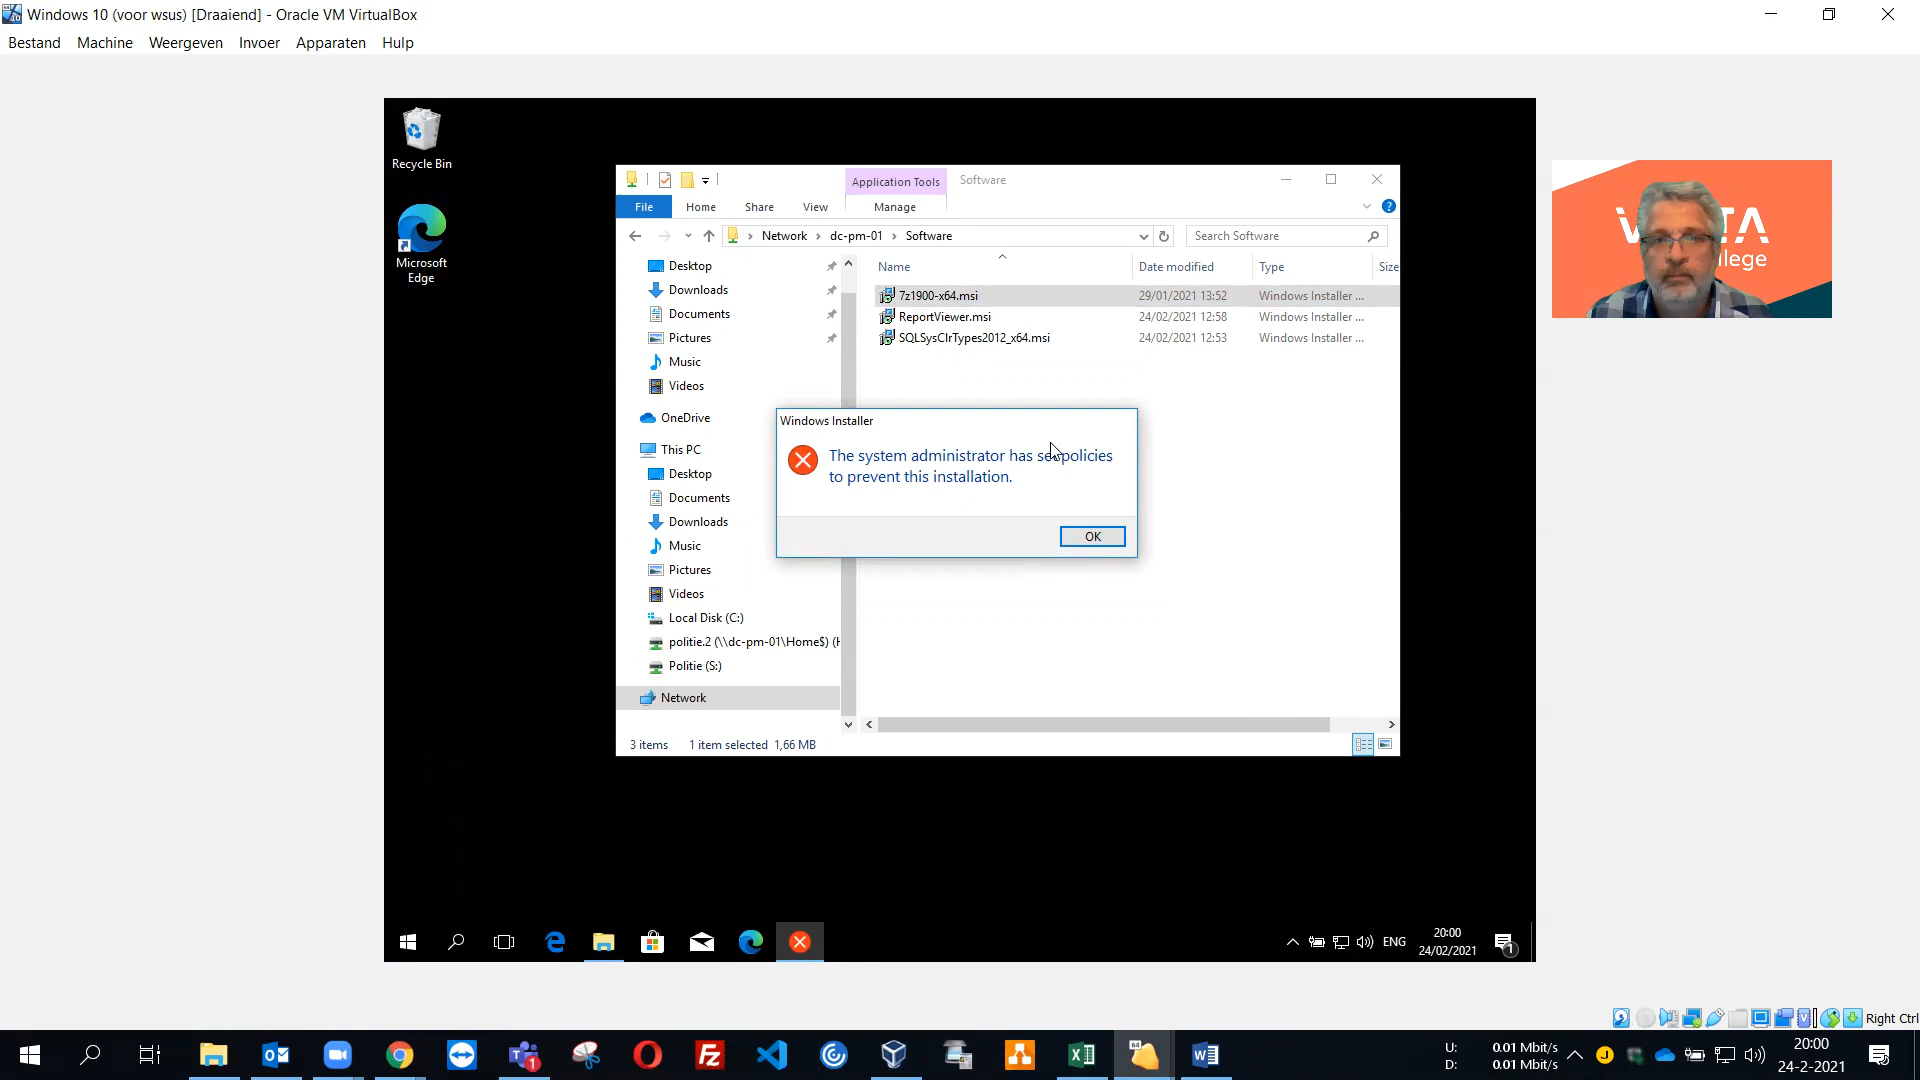 Windows 10 (voor wsus) [Draaiend] - Oracle VM VirtualBox
Bestand Machine Weergeven Invoer Apparaten Hulp
Recycle Bin
Microsoft
Edge
Application Tools
Software
File Home Share View Manage
Network dc-pm-01 Software
Search Software
Desktop
Downloads
Documents
Pictures
Music
Videos
OneDrive
This PC
Desktop
Documents
Downloads
Music
Pictures
Videos
Local Disk (C:)
politie.2 (\\dc-pm-01\Home$) (H
Politie (S:)
Network
Name Date modified Type Size
7z1900-x64.msi 29/01/2021 13:52 Windows Installer ...
ReportViewer.msi 24/02/2021 12:58 Windows Installer ...
SQLSysClrTypes2012_x64.msi 24/02/2021 12:53 Windows Installer ...
Windows Installer
The system administrator has set policies
to prevent this installation.
OK
3 items 1 item selected 1,66 MB
ENG
20:00
24/02/2021
1
Right Ctrl
U: 0.01 Mbit/s
D: 0.01 Mbit/s
20:00
24-2-2021